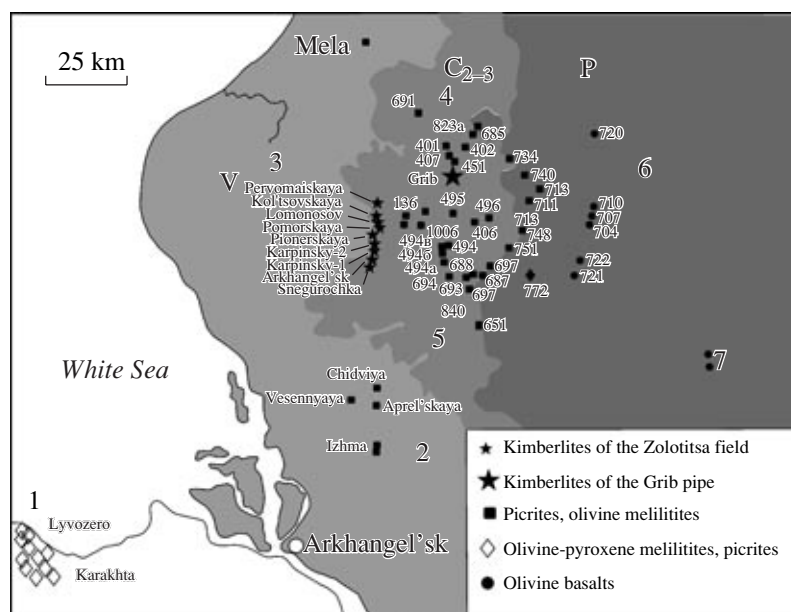 Mela
25 km
C2–3
P
4
691
823a
685
720
401
402
407
451
734
3
V
Grib
740
6
Pervomaiskaya
713
Kol'tsovskaya
136
495
496
711
710
Lomonosov
707
Pomorskaya
713
704
Pionerskaya
1006
406
748
Karpinsky-2
494в
494
751
Karpinsky-1
494б
722
Arkhangel'sk
494a
688
697
721
Snegurochka
694
693
687
772
697
840
5
651
White Sea
Chidviya
7
Vesennyaya
Aprel'skaya
Izhma
2
1
Lyvozero
Arkhangel'sk
Karakhta
Kimberlites of the Zolotitsa field
Kimberlites of the Grib pipe
Picrites, olivine melilitites
Olivine-pyroxene melilitites, picrites
Olivine basalts